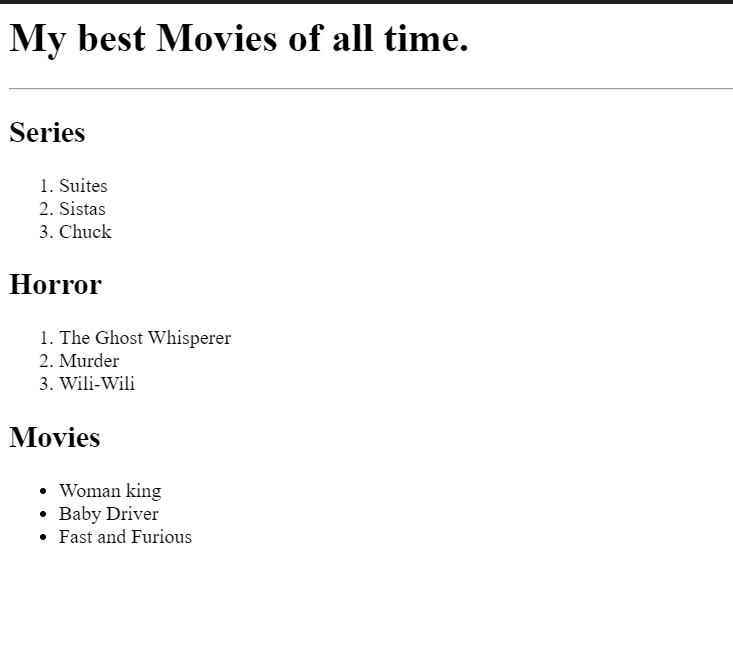 My best Movies of all time.
Series
1. Suites
2. Sistas
3. Chuck
Horror
1. The Ghost Whisperer
2. Murder
3. Wili-Wili
Movies
• Woman king
• Baby Driver
• Fast and Furious